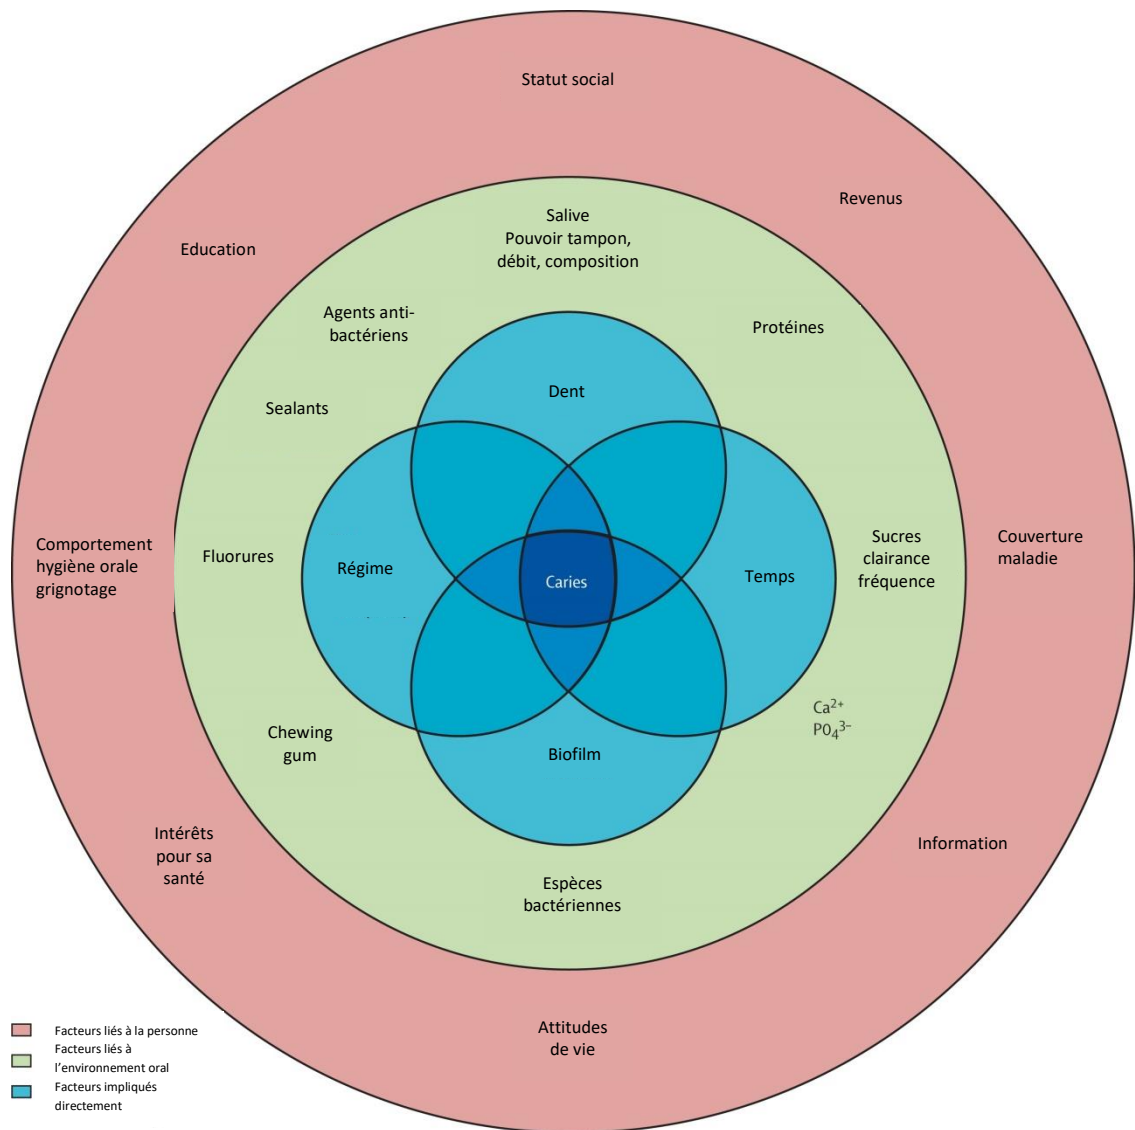 Statut social
Revenus
Education
Salive
Pouvoir tampon,
débit, composition
Agents anti-
bactériens
Protéines
Dent
Sealants
Comportement
hygiène orale
grignotage
Fluorures
Régime
Caries
Temps
Sucres
clairance
fréquence
Couverture
maladie
Ca²⁺
PO₄³⁻
Chewing
gum
Biofilm
Intérêts
pour sa
santé
Information
Espèces
bactériennes
Attitudes
de vie
Facteurs liés à la personne
Facteurs liés à
l’environnement oral
Facteurs impliqués
directement